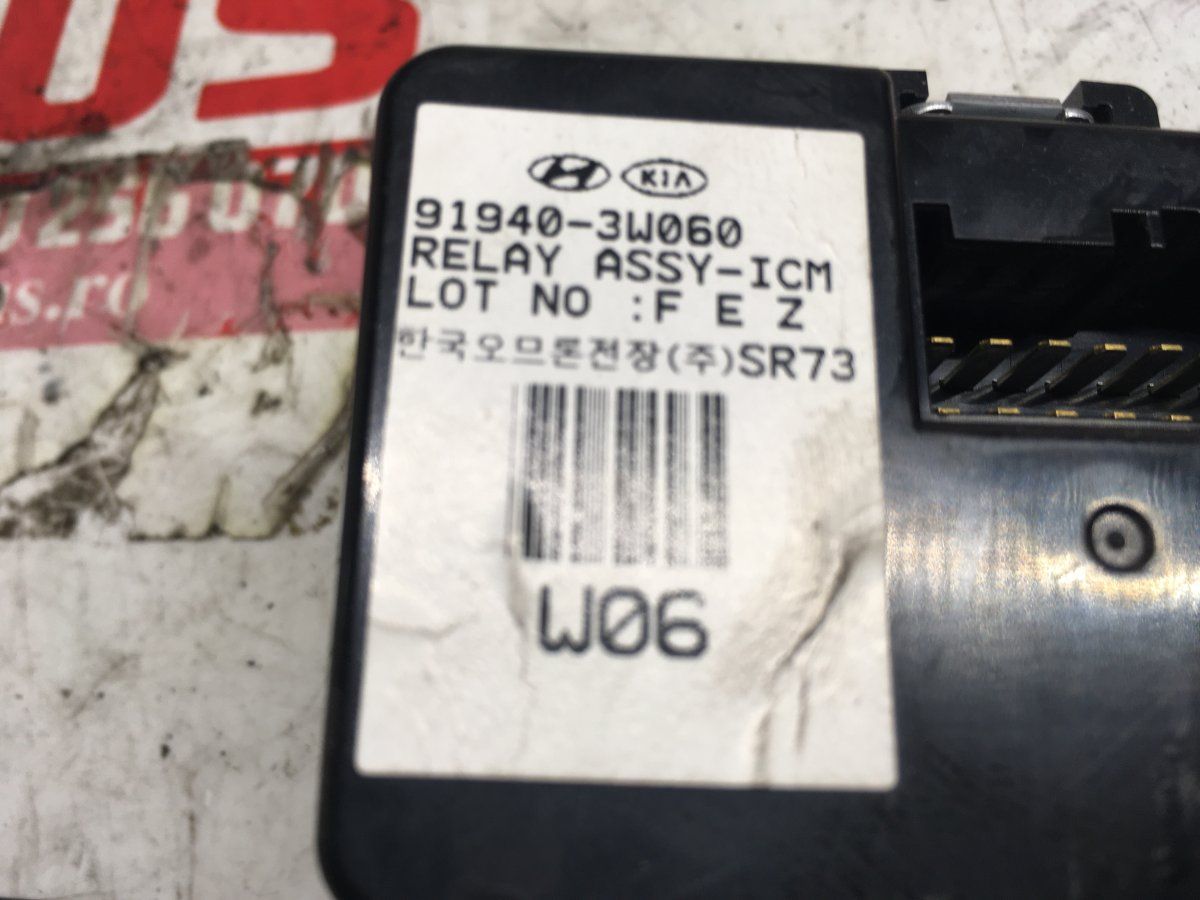 KIA
91940-3W060
RELAY ASSY-ICM
LOT NO :F E Z
한국오므론전장(주)SR73
W06